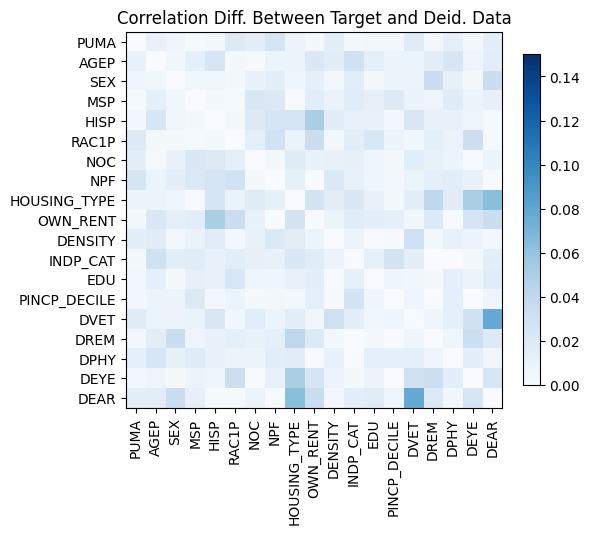 Correlation Diff. Between Target and Deid. Data
PUMA
AGEP
SEX
MSP
HISP
RAC1P
NOC
NPF
HOUSING_TYPE
OWN_RENT
DENSITY
INDP_CAT
EDU
PINCP_DECILE
DVET
DREM
DPHY
DEYE
DEAR
PUMA
AGEP
SEX
MSP
HISP
RAC1P
NOC
NPF
HOUSING_TYPE
OWN_RENT
DENSITY
INDP_CAT
EDU
PINCP_DECILE
DVET
DREM
DPHY
DEYE
DEAR
0.14
0.12
0.10
0.08
0.06
0.04
0.02
0.00